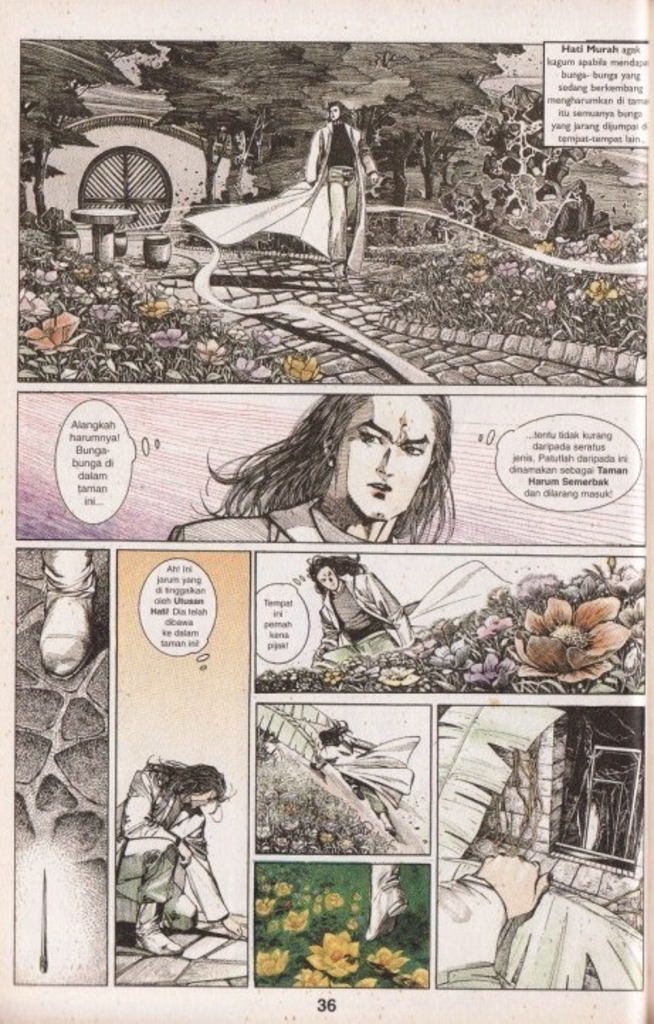 Hati Murah agak
kagum apabila mendapa
bunga-bunga yang
sedang berkembang
mengharumkan di tama
itu semuanya bunga
yang jarang dijumpai d
tempat-tempat lain.
Alangkah
harumnya!
Bunga-
bunga di
dalam
taman
ini...
...tentu tidak kurang
daripada seratus
jenis. Patutlah daripada ini
dinamakan sebagai Taman
Harum Semerbak
dan dilarang masuk!
Ah! Ini
jarum yang
di tinggalkan
oleh Utusan
Hati! Dia telah
dibawa
ke dalam
taman ini!
Tempat
ini
pernah
kena
pijak!
36